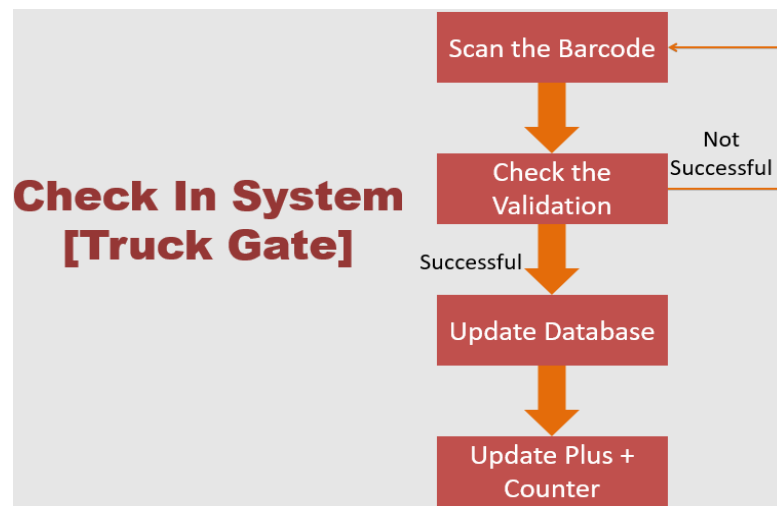 Check In System
[Truck Gate]
Scan the Barcode
Not
Successful
Check the
Validation
Successful
Update Database
Update Plus +
Counter